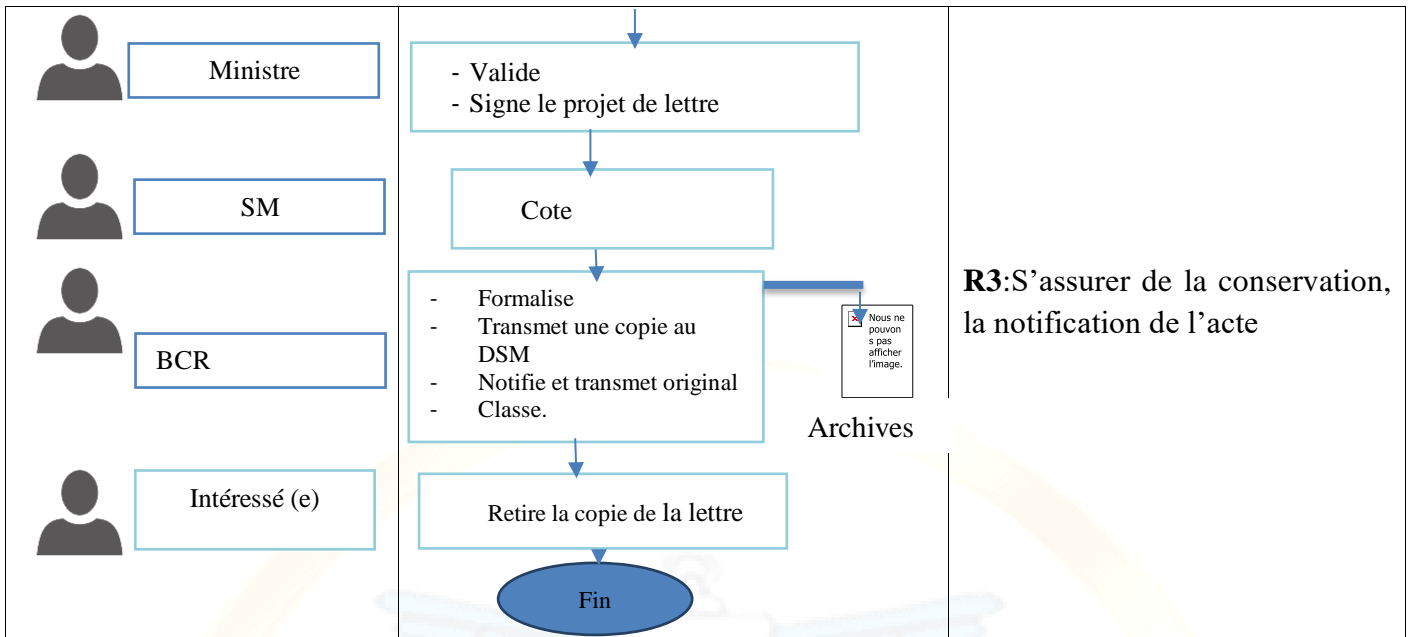 Ministre
- Valide
- Signe le projet de lettre
SM
Cote
BCR
- Formalise
- Transmet une copie au
DSM
- Notifie et transmet original
- Classe.
Nous ne
pouvon
s pas
afficher
l'image.
Archives
R3:S’assurer de la conservation,
la notification de l’acte
Intéressé (e)
Retire la copie de la lettre
Fin